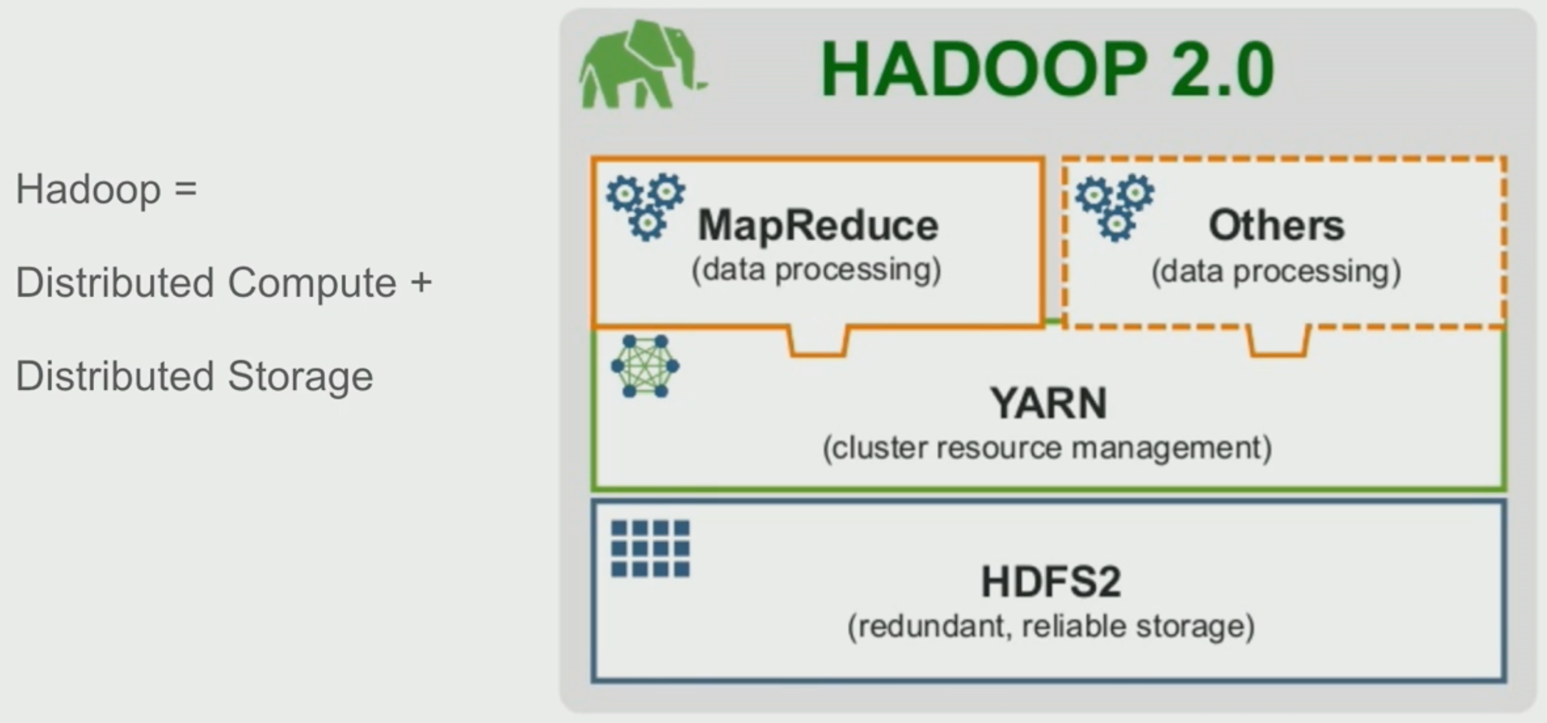 Hadoop =
Distributed Compute +
Distributed Storage
HADOOP 2.0
MapReduce
(data processing)
Others
(data processing)
YARN
(cluster resource management)
HDFS2
(redundant, reliable storage)